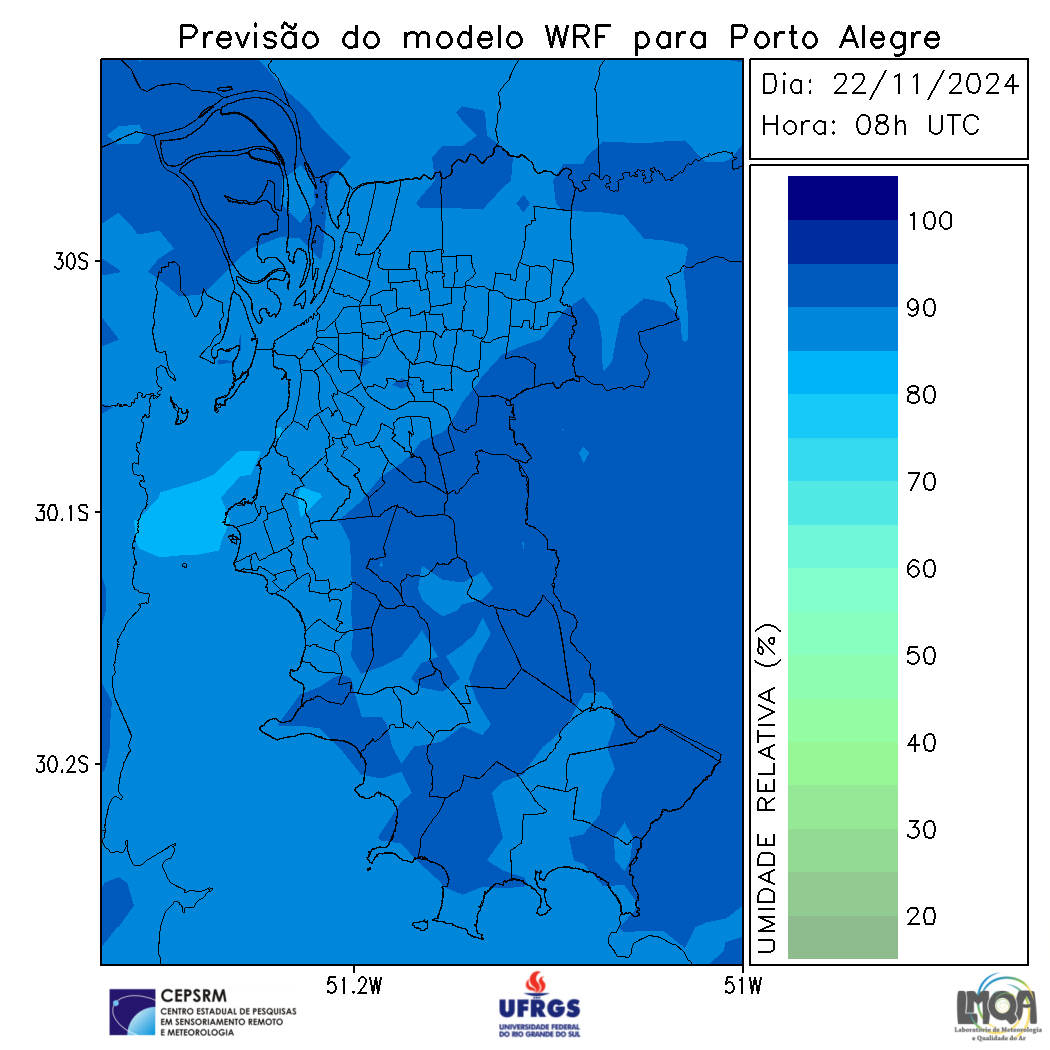 Previsão do modelo WRF para Porto Alegre
Dia: 22/11/2024
Hora: 08h UTC
30S
30.1S
30.2S
51.2W
51W
100
90
80
70
60
50
40
30
20
UMIDADE RELATIVA (%)
CEPSRM
CENTRO ESTADUAL DE PESQUISAS
EM SENSORIAMENTO REMOTO
E METEOROLOGIA
UFRGS
UNIVERSIDADE FEDERAL
DO RIO GRANDE DO SUL
LMQA
Laboratório de Meteorologia
e Qualidade do Ar